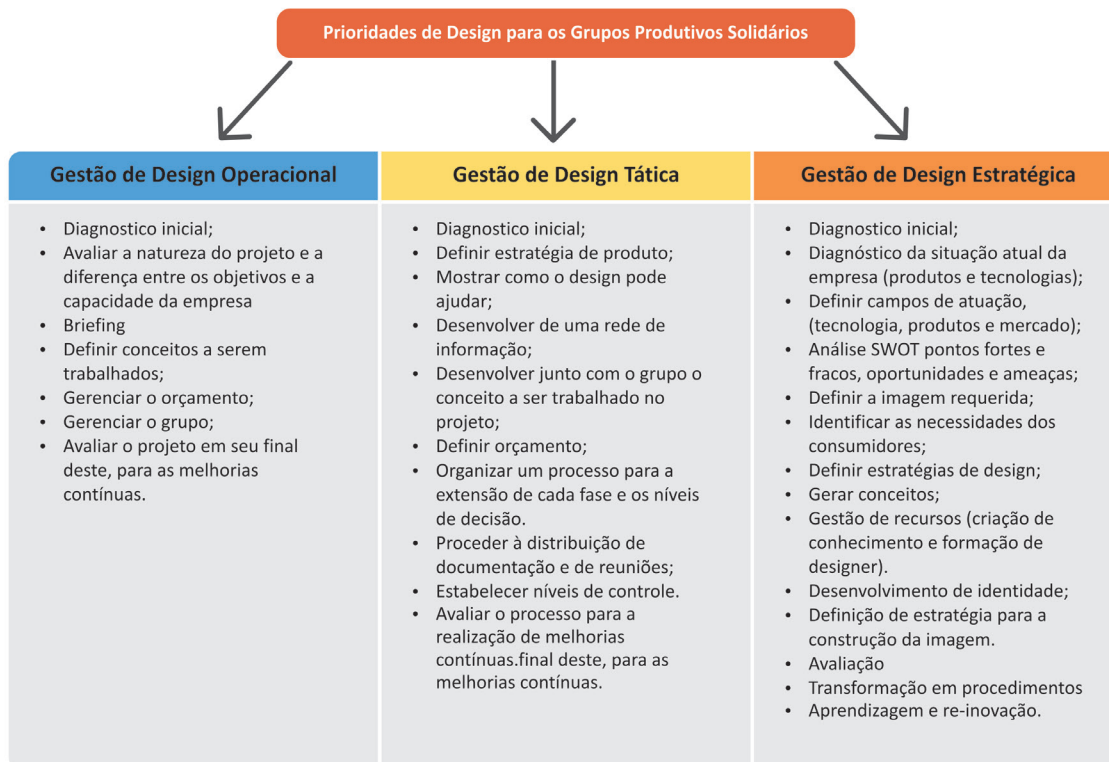 Prioridades de Design para os Grupos Produtivos Solidários
Gestão de Design Operacional
• Diagnostico inicial;
• Avaliar a natureza do projeto e a
diferença entre os objetivos e a
capacidade da empresa
• Briefing
• Definir conceitos a serem
trabalhados;
• Gerenciar o orçamento;
• Gerenciar o grupo;
• Avaliar o projeto em seu final
deste, para as melhorias
contínuas.
Gestão de Design Tática
• Diagnostico inicial;
• Definir estratégia de produto;
• Mostrar como o design pode
ajudar;
• Desenvolver de uma rede de
informação;
• Desenvolver junto com o grupo o
conceito a ser trabalhado no
projeto;
• Definir orçamento;
• Organizar um processo para a
extensão de cada fase e os níveis
de decisão.
• Proceder à distribuição de
documentação e de reuniões;
• Estabelecer níveis de controle.
• Avaliar o processo para a
realização de melhorias
contínuas.final deste, para as
melhorias contínuas.
Gestão de Design Estratégica
• Diagnostico inicial;
• Diagnóstico da situação atual da
empresa (produtos e tecnologias);
• Definir campos de atuação,
(tecnologia, produtos e mercado);
• Análise SWOT pontos fortes e
fracos, oportunidades e ameaças;
• Definir a imagem requerida;
• Identificar as necessidades dos
consumidores;
• Definir estratégias de design;
• Gerar conceitos;
• Gestão de recursos (criação de
conhecimento e formação de
designer).
• Desenvolvimento de identidade;
• Definição de estratégia para a
construção da imagem.
• Avaliação
• Transformação em procedimentos
• Aprendizagem e re-inovação.